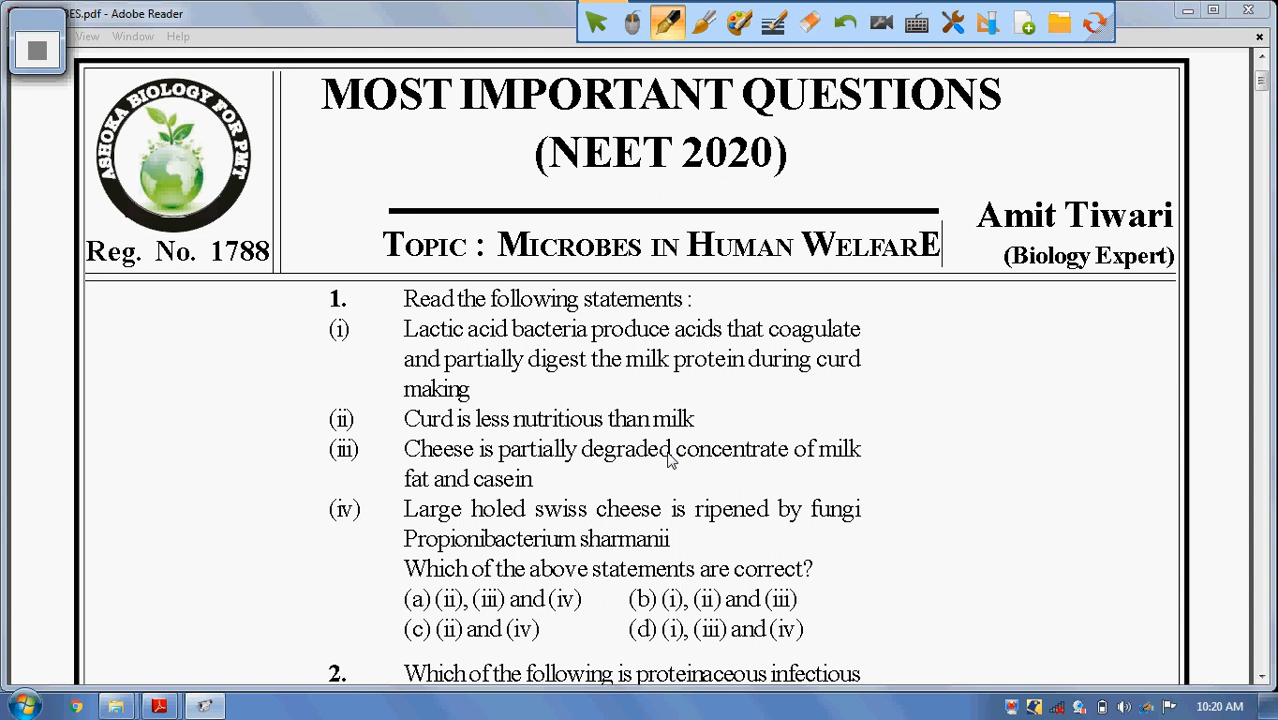 ES.pdf - Adobe Reader
View Window Help
ASHOKA BIOLOGY FOR PMT
Reg. No. 1788
MOST IMPORTANT QUESTIONS
(NEET 2020)
TOPIC : MICROBES IN HUMAN WELFARE
Amit Tiwari
(Biology Expert)
1. Read the following statements :
(i) Lactic acid bacteria produce acids that coagulate
and partially digest the milk protein during curd
making
(ii) Curd is less nutritious than milk
(iii) Cheese is partially degraded concentrate of milk
fat and casein
(iv) Large holed swiss cheese is ripened by fungi
Propionibacterium sharmanii
Which of the above statements are correct?
(a) (ii), (iii) and (iv) (b) (i), (ii) and (iii)
(c) (ii) and (iv) (d) (i), (iii) and (iv)
2. Which of the following is proteinaceous infectious
10:20 AM